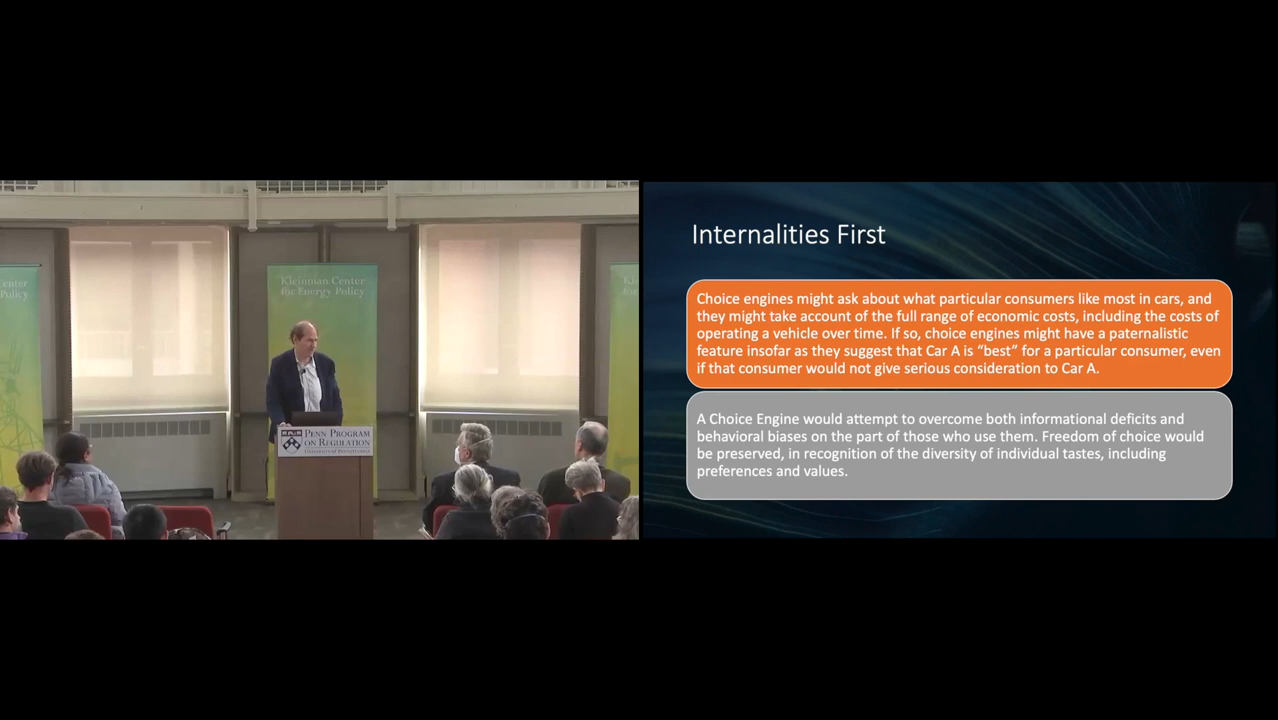 enter
Policy
Kleinman Center
for Energy Policy
Kl
for
PENN PROGRAM
ON REGULATION
UNIVERSITY OF PENNSYLVANIA
Internalities First
Choice engines might ask about what particular consumers like most in cars, and
they might take account of the full range of economic costs, including the costs of
operating a vehicle over time. If so, choice engines might have a paternalistic
feature insofar as they suggest that Car A is “best” for a particular consumer, even
if that consumer would not give serious consideration to Car A.
A Choice Engine would attempt to overcome both informational deficits and
behavioral biases on the part of those who use them. Freedom of choice would
be preserved, in recognition of the diversity of individual tastes, including
preferences and values.